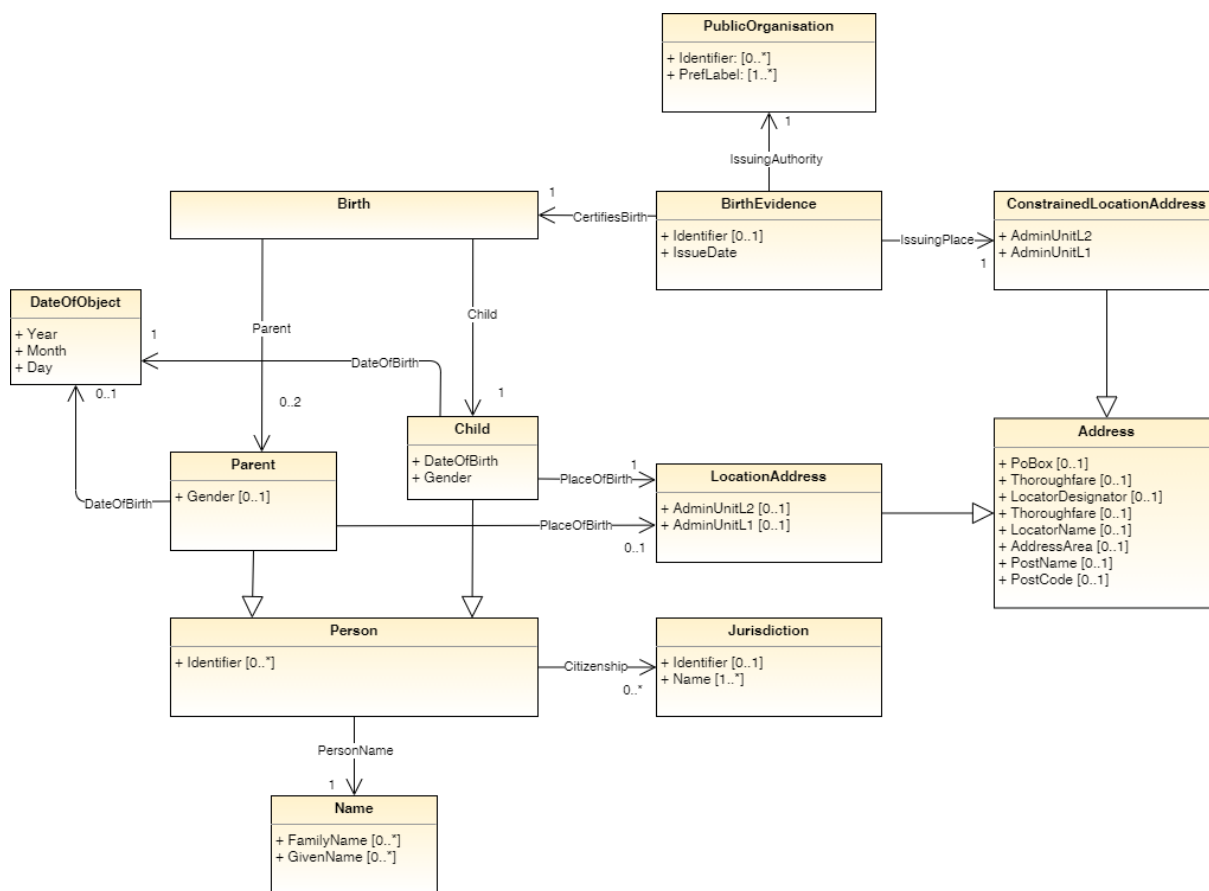 PublicOrganisation
+ Identifier: [0..*]
+ PrefLabel: [1..*]
1
IssuingAuthority
Birth
1
CertifiesBirth
BirthEvidence
+ Identifier [0..1]
+ IssueDate
IssuingPlace
1
ConstrainedLocationAddress
+ AdminUnitL2
+ AdminUnitL1
DateOfObject
+ Year
+ Month
+ Day
1
0..1
Parent
Child
DateOfBirth
0..2
1
Parent
+ Gender [0..1]
DateOfBirth
Child
+ DateOfBirth
+ Gender
PlaceOfBirth
1
PlaceOfBirth
0..1
LocationAddress
+ AdminUnitL2 [0..1]
+ AdminUnitL1 [0..1]
Address
+ PoBox [0..1]
+ Thoroughfare [0..1]
+ LocatorDesignator [0..1]
+ Thoroughfare [0..1]
+ LocatorName [0..1]
+ AddressArea [0..1]
+ PostName [0..1]
+ PostCode [0..1]
Person
+ Identifier [0..*]
Citizenship
0..*
Jurisdiction
+ Identifier [0..1]
+ Name [1..*]
PersonName
1
Name
+ FamilyName [0..*]
+ GivenName [0..*]